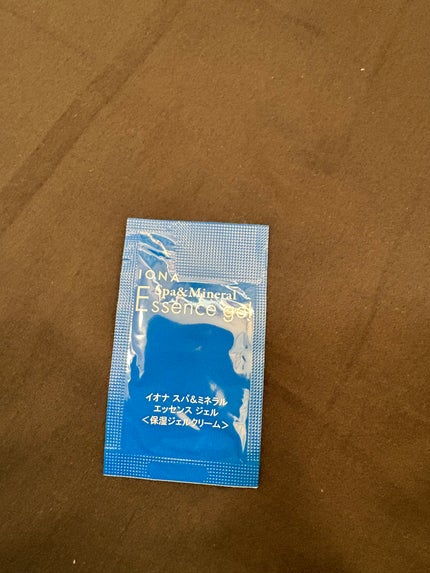 IONA
Spa&Mineral
Essence gel
イオナ スパ&ミネラル
エッセンス ジェル
＜保湿ジェルクリーム＞